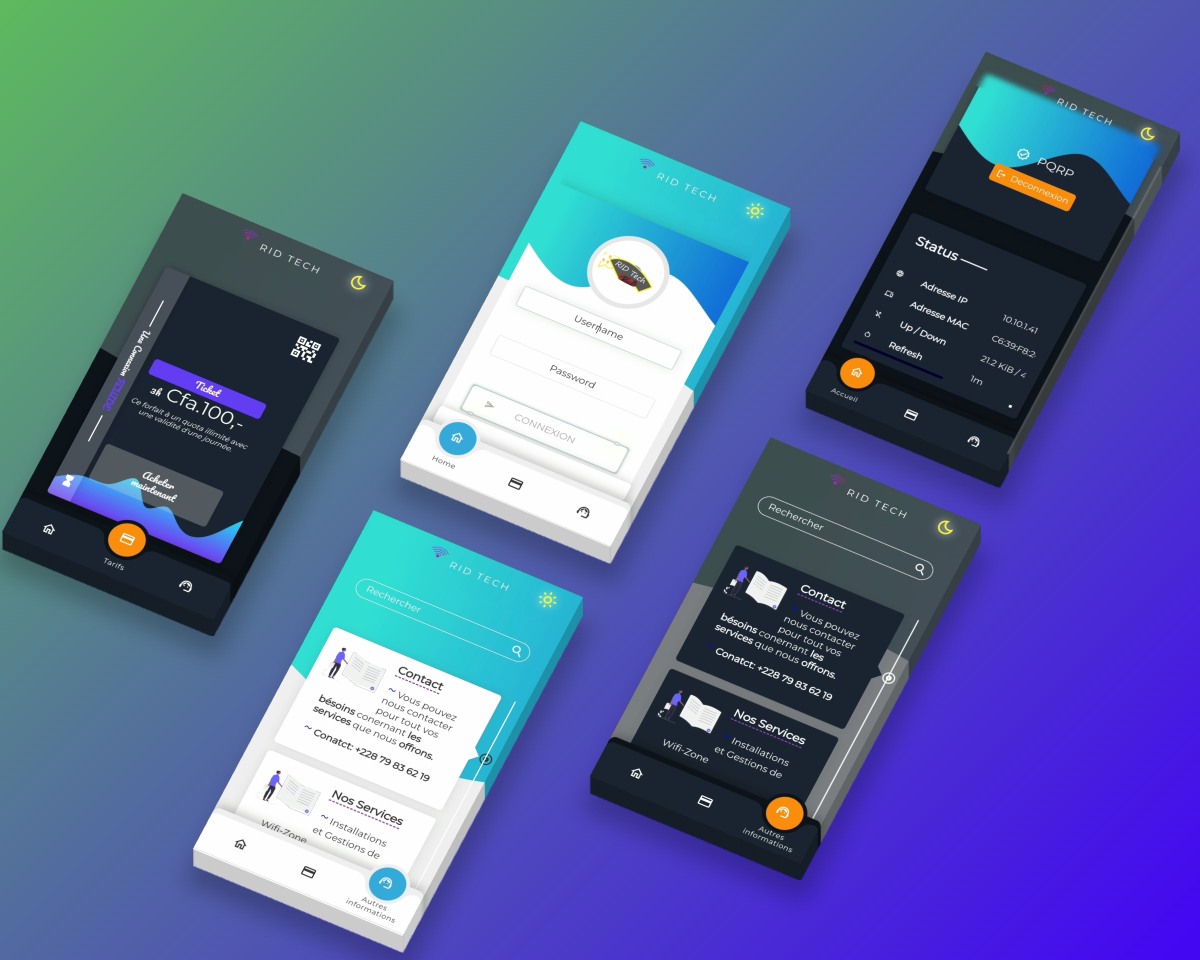 RID TECH
Une Connexion
Ticket
3h Cfa.100,-
Ce forfait à un quota illimité avec
une validité d'une journée.
Acheter
maintenant
Tarifs
RID TECH
RID Tech
Username
Password
CONNEXION
Home
RID TECH
PQRP
Deconnexion
Status
Adresse IP
10.10.1.41
Adresse MAC
C6:39:F8:2
Up / Down
21.2 KiB / 4
Refresh
1m
Accueil
RID TECH
Rechercher
Contact
~ Vous pouvez
nous contacter
pour tout vos
bésoins conernant les
services que nous offrons.
~ Conatct: +228 79 83 62 19
Nos Services
~ Installations
et Gestions de
Wifi-Zone
Autres
informations
RID TECH
Rechercher
Contact
~ Vous pouvez
nous contacter
pour tout vos
bésoins conernant les
services que nous offrons.
~ Conatct: +228 79 83 62 19
Nos Services
~ Installations
et Gestions de
Wifi-Zone
Autres
informations